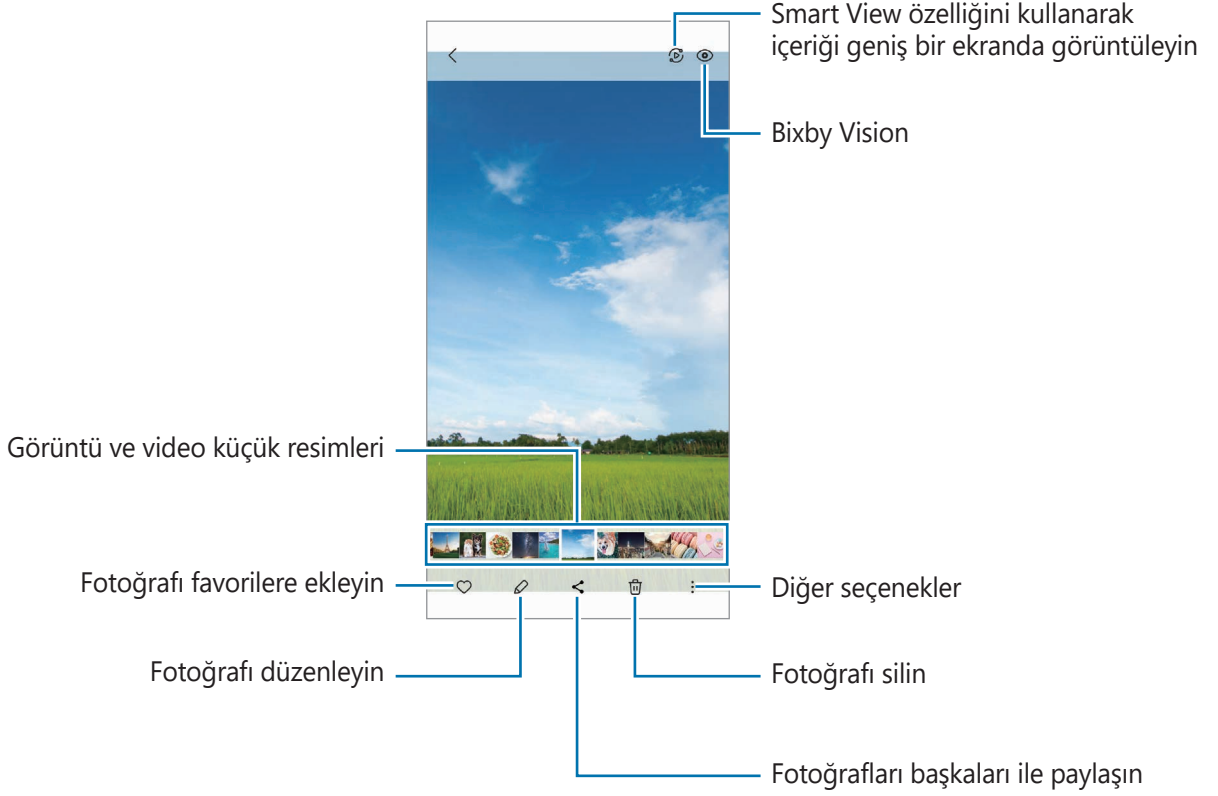 Smart View özelliğini kullanarak
içeriği geniş bir ekranda görüntüleyin
Bixby Vision
Görüntü ve video küçük resimleri
Fotoğrafı favorilere ekleyin
Diğer seçenekler
Fotoğrafı düzenleyin
Fotoğrafı silin
Fotoğrafları başkaları ile paylaşın